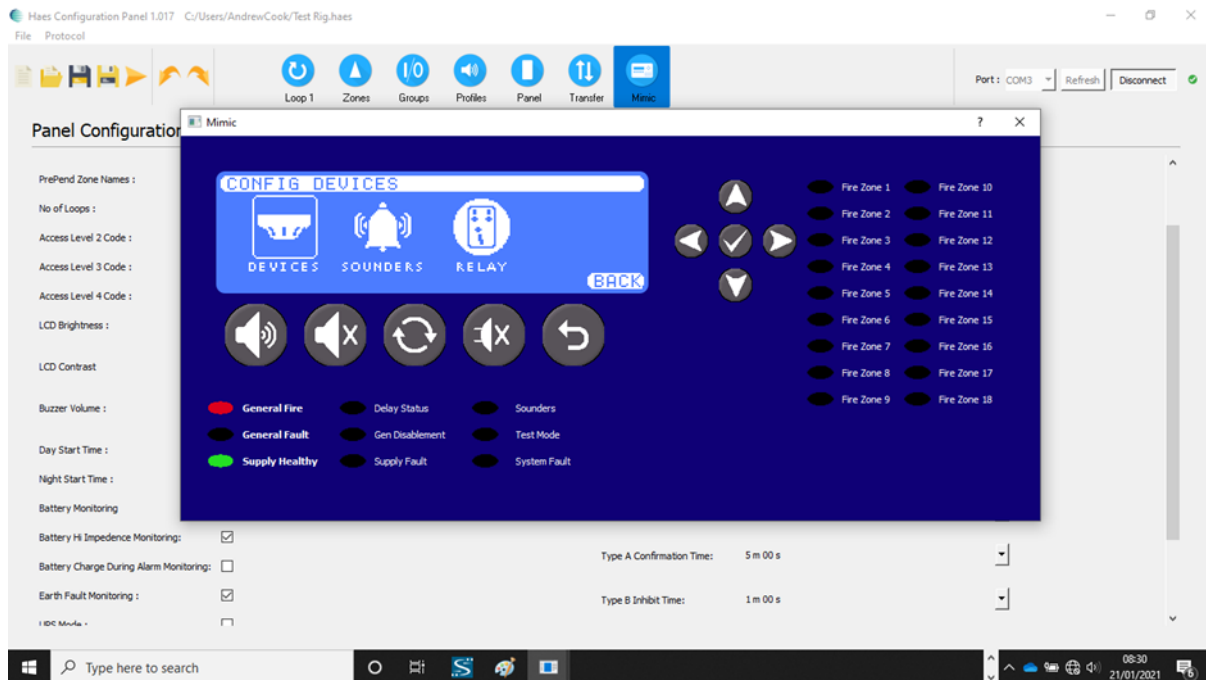 Haes Configuration Panel 1.017 C:/Users/AndrewCook/Test Rig.haes
File Protocol
Loop 1 Zones Groups Profiles Panel Transfer Mimic
Port : COM3 Refresh Disconnect
Panel Configuration
Mimic ?
PrePend Zone Names :
No of Loops :
Access Level 2 Code :
Access Level 3 Code :
Access Level 4 Code :
LCD Brightness :
LCD Contrast
Buzzer Volume :
Day Start Time :
Night Start Time :
Battery Monitoring
Battery Hi Impedence Monitoring:
Battery Charge During Alarm Monitoring:
Earth Fault Monitoring :
UPS Mode :
CONFIG DEVICES
DEVICES SOUNDERS RELAY
BACK
General Fire Delay Status Sounders
General Fault Gen Disablement Test Mode
Supply Healthy Supply Fault System Fault
Fire Zone 1 Fire Zone 10
Fire Zone 2 Fire Zone 11
Fire Zone 3 Fire Zone 12
Fire Zone 4 Fire Zone 13
Fire Zone 5 Fire Zone 14
Fire Zone 6 Fire Zone 15
Fire Zone 7 Fire Zone 16
Fire Zone 8 Fire Zone 17
Fire Zone 9 Fire Zone 18
Type A Confirmation Time: 5 m 00 s
Type B Inhibit Time: 1 m 00 s
Type here to search
08:30
21/01/2021
6